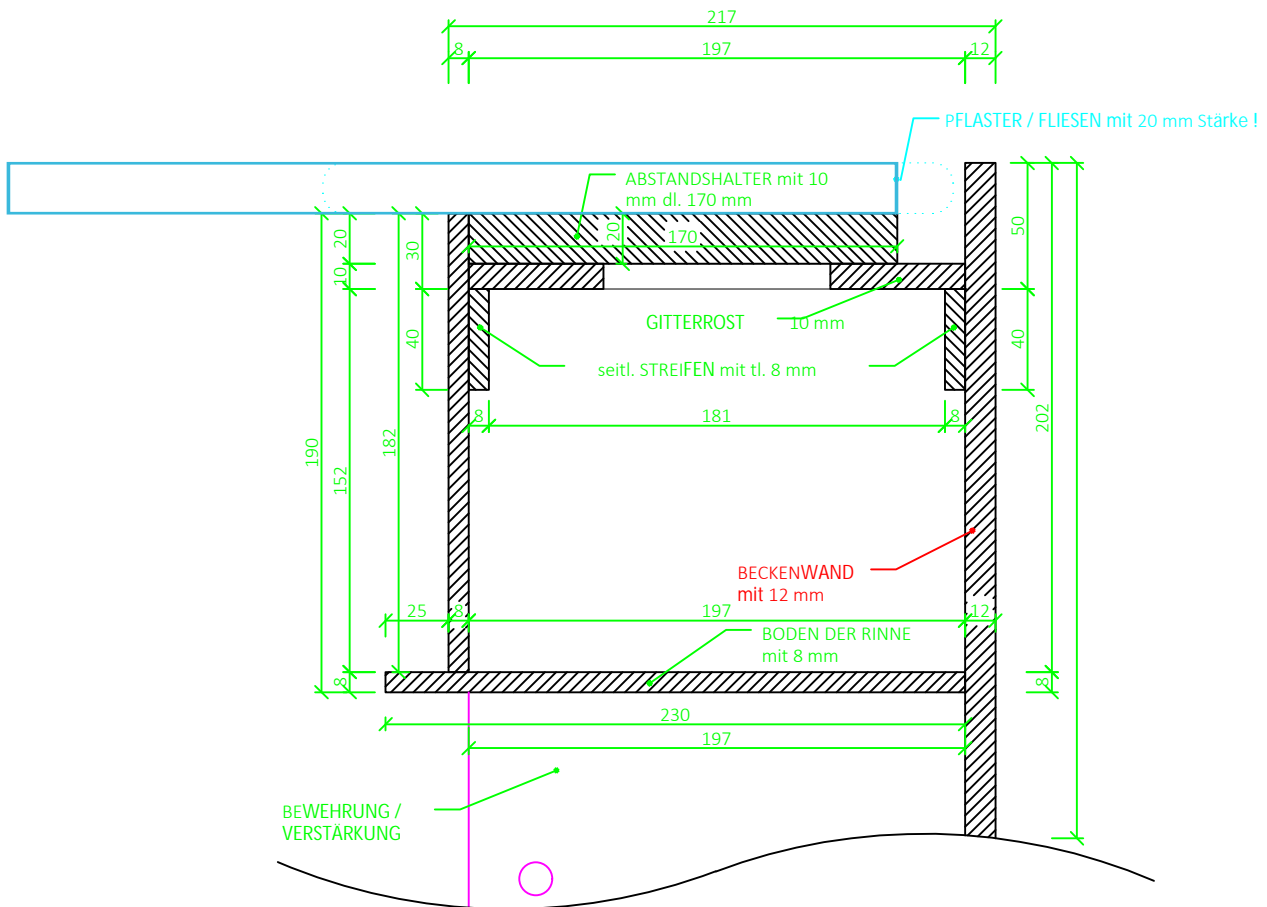 217
8 197 12
PFLASTER / FLIESEN mit 20 mm Stärke !
ABSTANDSHALTER mit 10
mm dl. 170 mm
20 30 20 50
10 170
GITTERROST 10 mm
40 40
seitl. STREIFEN mit tl. 8 mm
8 181 8
190 152 182 202
BECKENWAND
mit 12 mm
25 8 197 12
BODEN DER RINNE
mit 8 mm
8 8
230
197
BEWEHRUNG /
VERSTÄRKUNG